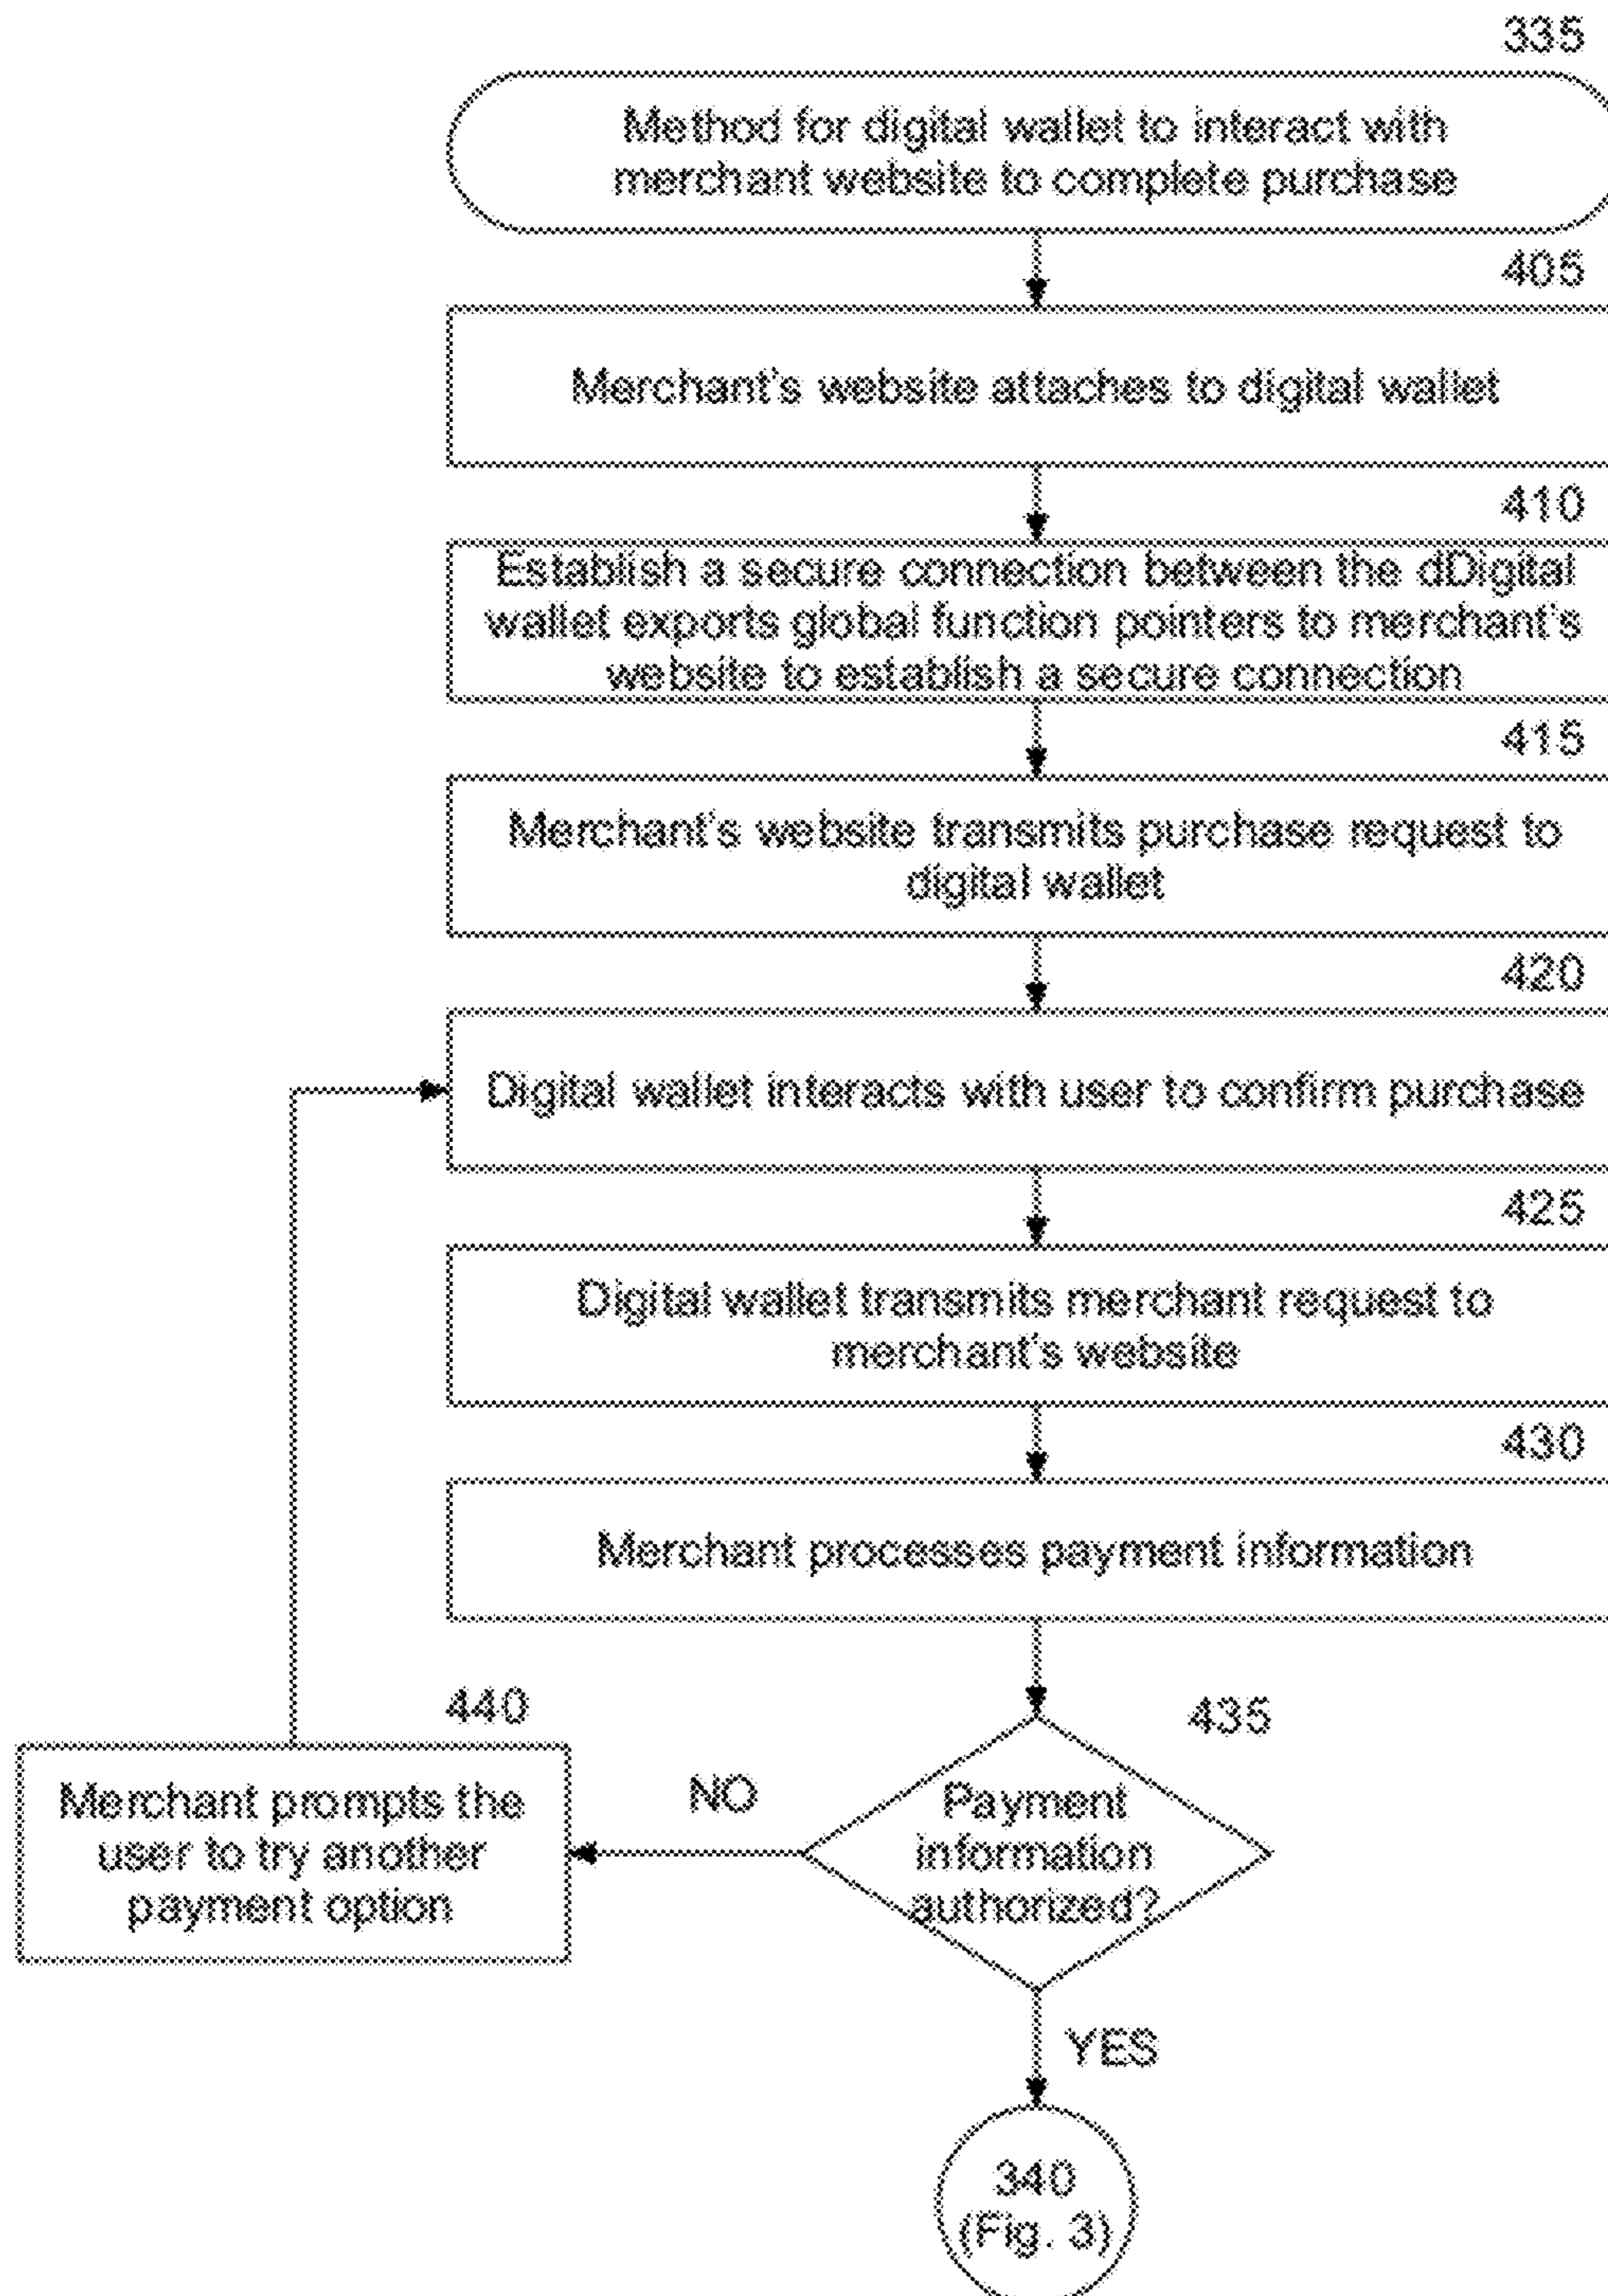 335
Method for digital wallet to interact with
merchant website to complete purchase
405
Merchant's website attaches to digital wallet
410
Establish a secure connection between the dDigital
wallet exports global function pointers to merchant's
website to establish a secure connection
415
Merchant's website transmits purchase request to
digital wallet
420
Digital wallet interacts with user to confirm purchase
425
Digital wallet transmits merchant request to
merchant's website
430
Merchant processes payment information
440
435
Merchant prompts the
user to try another
payment option
NO
Payment
information
authorized?
YES
340
(Fig. 3)